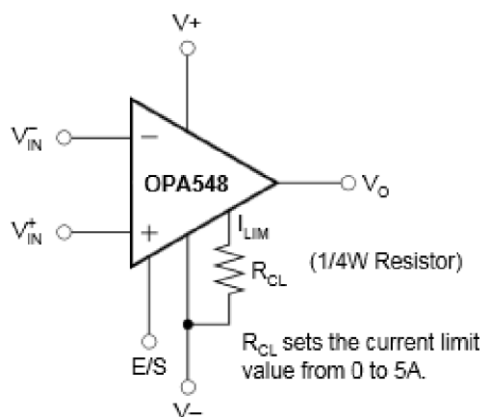 V+
V−IN
−
OPA548
VO
V+IN
+
ILIM
RCL
(1/4W Resistor)
E/S
RCL sets the current limit
value from 0 to 5A.
V−